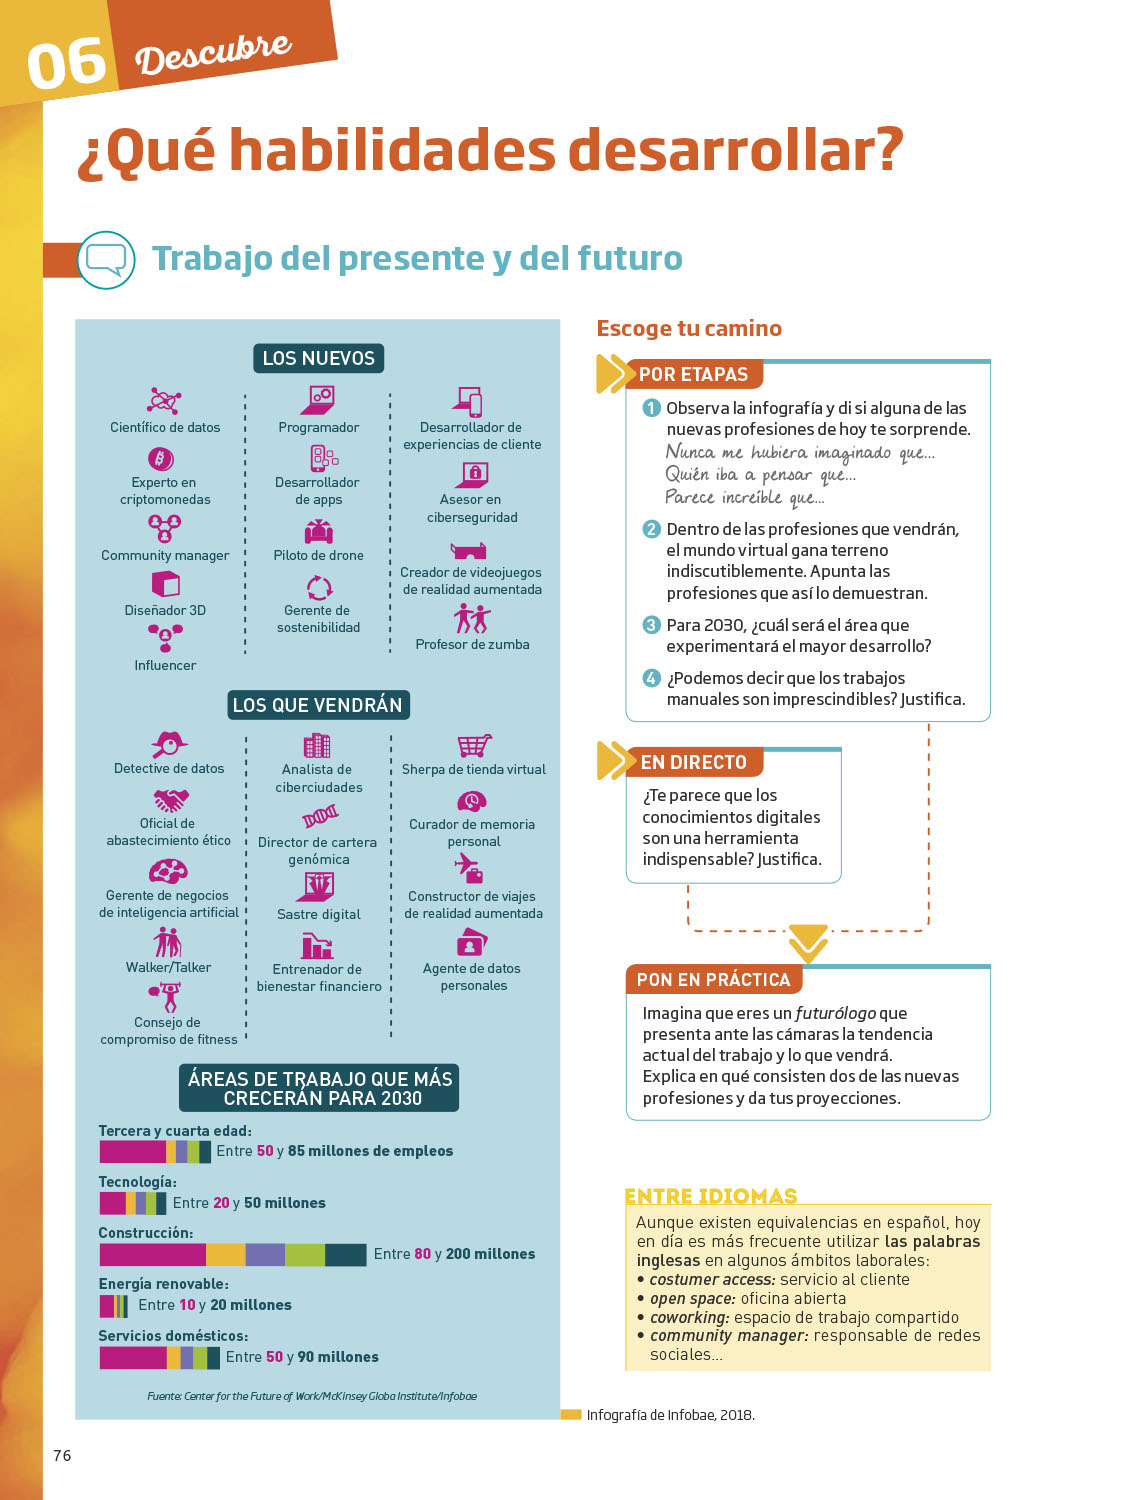 06 Descubre
¿Qué habilidades desarrollar?
Trabajo del presente y del futuro
LOS NUEVOS
Científico de datos
Experto en
criptomonedas
Community manager
Diseñador 3D
Influencer
Programador
Desarrollador
de apps
Piloto de drone
Gerente de
sostenibilidad
Desarrollador de
experiencias de cliente
Asesor en
ciberseguridad
Creador de videojuegos
de realidad aumentada
Profesor de zumba
LOS QUE VENDRÁN
Detective de datos
Oficial de
abastecimiento ético
Gerente de negocios
de inteligencia artificial
Walker/Talker
Consejo de
compromiso de fitness
Analista de
ciberciudades
Director de cartera
genómica
Sastre digital
Entrenador de
bienestar financiero
Sherpa de tienda virtual
Curador de memoria
personal
Constructor de viajes
de realidad aumentada
Agente de datos
personales
ÁREAS DE TRABAJO QUE MÁS
CRECERÁN PARA 2030
Tercera y cuarta edad:
Entre 50 y 85 millones de empleos
Tecnología:
Entre 20 y 50 millones
Construcción:
Entre 80 y 200 millones
Energía renovable:
Entre 10 y 20 millones
Servicios domésticos:
Entre 50 y 90 millones
Fuente: Center for the Future of Work/McKinsey Globa Institute/Infobae
Infografía de Infobae, 2018.
Escoge tu camino
POR ETAPAS
1 Observa la infografía y di si alguna de las
nuevas profesiones de hoy te sorprende.
Nunca me hubiera imaginado que...
Quién iba a pensar que...
Parece increíble que...
2 Dentro de las profesiones que vendrán,
el mundo virtual gana terreno
indiscutiblemente. Apunta las
profesiones que así lo demuestran.
3 Para 2030, ¿cuál será el área que
experimentará el mayor desarrollo?
4 ¿Podemos decir que los trabajos
manuales son imprescindibles? Justifica.
EN DIRECTO
¿Te parece que los
conocimientos digitales
son una herramienta
indispensable? Justifica.
PON EN PRÁCTICA
Imagina que eres un futurólogo que
presenta ante las cámaras la tendencia
actual del trabajo y lo que vendrá.
Explica en qué consisten dos de las nuevas
profesiones y da tus proyecciones.
ENTRE IDIOMAS
Aunque existen equivalencias en español, hoy
en día es más frecuente utilizar las palabras
inglesas en algunos ámbitos laborales:
• costumer access: servicio al cliente
• open space: oficina abierta
• coworking: espacio de trabajo compartido
• community manager: responsable de redes
sociales...
76